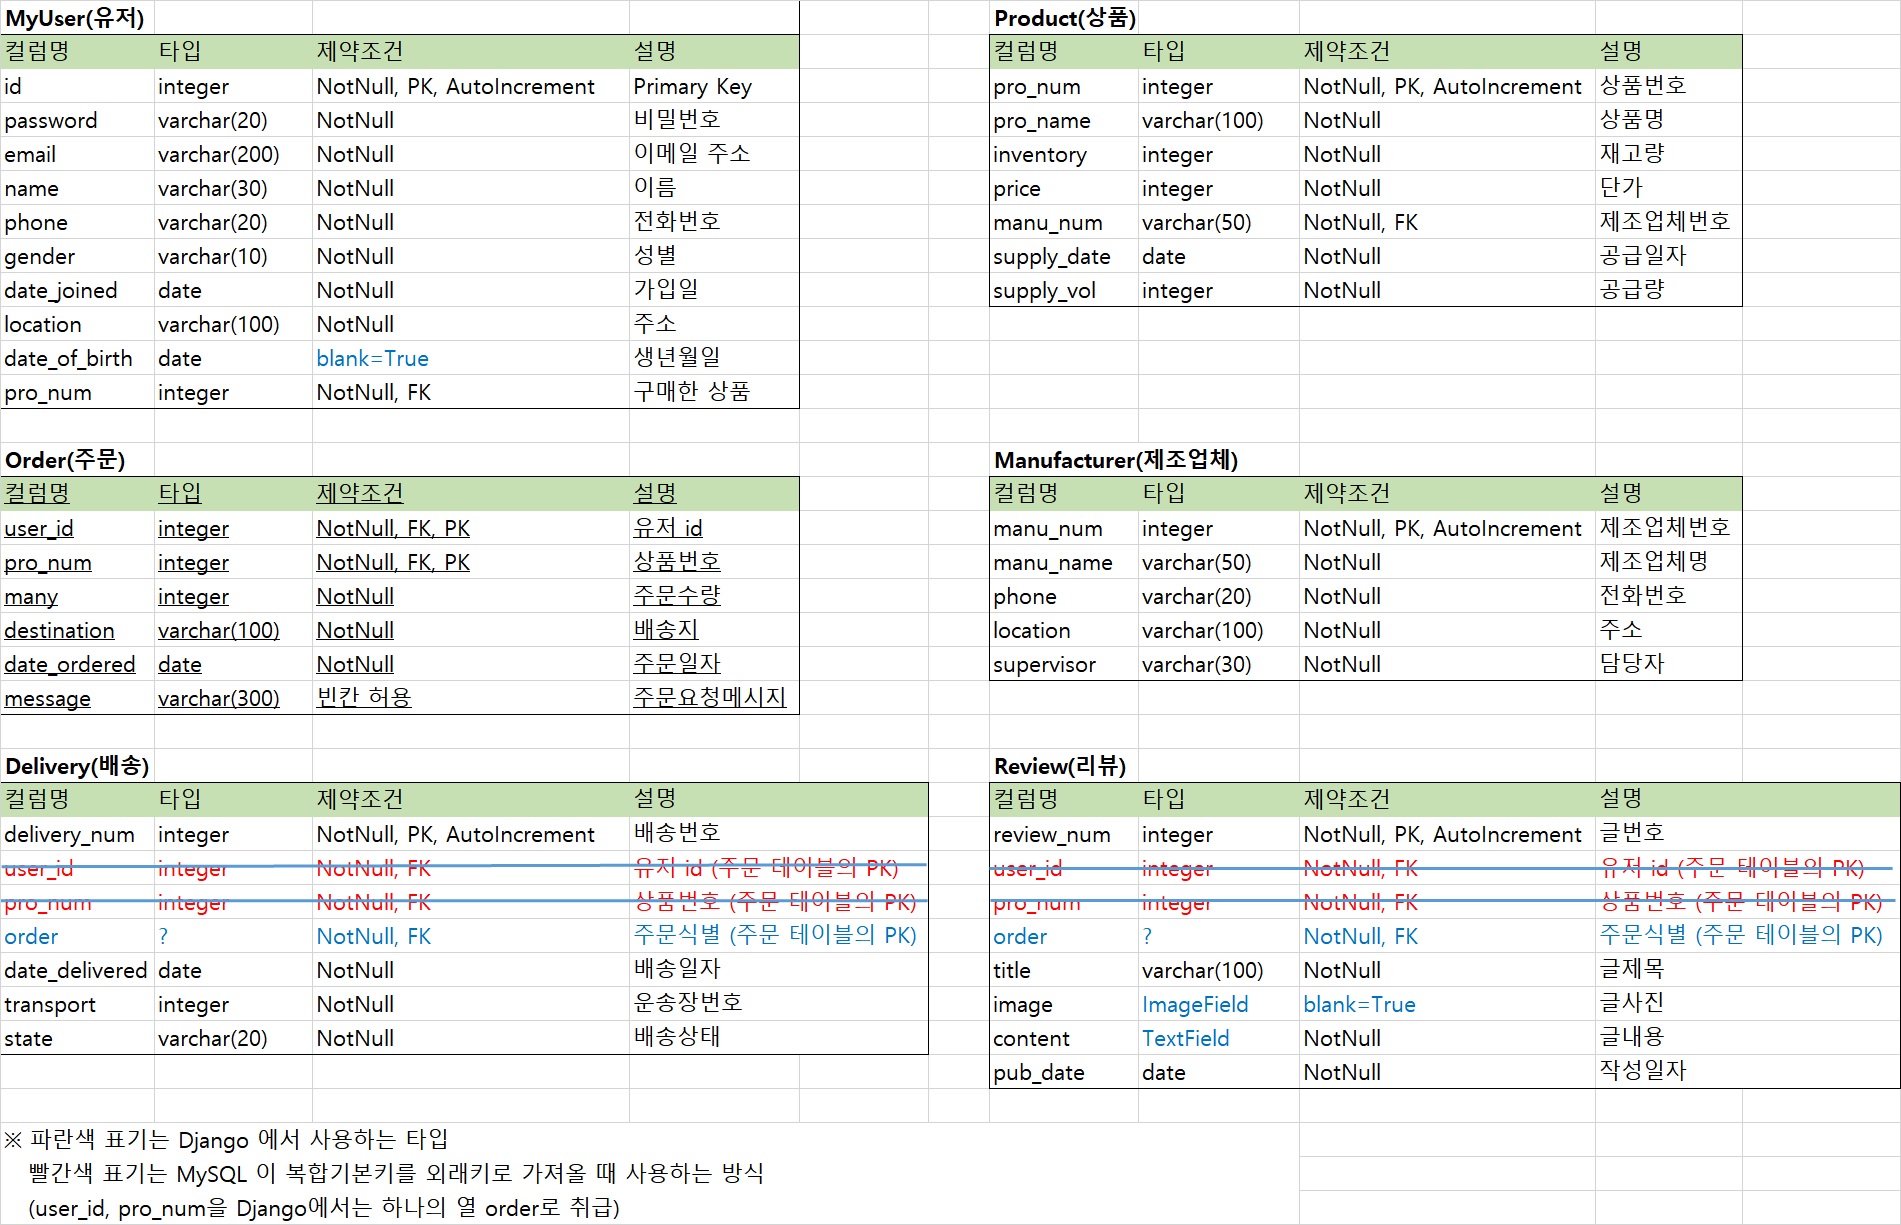 MyUser(유저)
컬럼명 타입 제약조건 설명
id integer NotNull, PK, AutoIncrement Primary Key
password varchar(20) NotNull 비밀번호
email varchar(200) NotNull 이메일 주소
name varchar(30) NotNull 이름
phone varchar(20) NotNull 전화번호
gender varchar(10) NotNull 성별
date_joined date NotNull 가입일
location varchar(100) NotNull 주소
date_of_birth date blank=True 생년월일
pro_num integer NotNull, FK 구매한 상품
Product(상품)
컬럼명 타입 제약조건 설명
pro_num integer NotNull, PK, AutoIncrement 상품번호
pro_name varchar(100) NotNull 상품명
inventory integer NotNull 재고량
price integer NotNull 단가
manu_num varchar(50) NotNull, FK 제조업체번호
supply_date date NotNull 공급일자
supply_vol integer NotNull 공급량
Order(주문)
컬럼명 타입 제약조건 설명
user_id integer NotNull, FK, PK 유저 id
pro_num integer NotNull, FK, PK 상품번호
many integer NotNull 주문수량
destination varchar(100) NotNull 배송지
date_ordered date NotNull 주문일자
message varchar(300) 빈칸 허용 주문요청메시지
Manufacturer(제조업체)
컬럼명 타입 제약조건 설명
manu_num integer NotNull, PK, AutoIncrement 제조업체번호
manu_name varchar(50) NotNull 제조업체명
phone varchar(20) NotNull 전화번호
location varchar(100) NotNull 주소
supervisor varchar(30) NotNull 담당자
Delivery(배송)
컬럼명 타입 제약조건 설명
delivery_num integer NotNull, PK, AutoIncrement 배송번호
user_id integer NotNull, FK 유저 id (주문 테이블의 PK)
pro_num integer NotNull, FK 상품번호 (주문 테이블의 PK)
order ? NotNull, FK 주문식별 (주문 테이블의 PK)
date_delivered date NotNull 배송일자
transport integer NotNull 운송장번호
state varchar(20) NotNull 배송상태
Review(리뷰)
컬럼명 타입 제약조건 설명
review_num integer NotNull, PK, AutoIncrement 글번호
user_id integer NotNull, FK 유저 id (주문 테이블의 PK)
pro_num integer NotNull, FK 상품번호 (주문 테이블의 PK)
order ? NotNull, FK 주문식별 (주문 테이블의 PK)
title varchar(100) NotNull 글제목
image ImageField blank=True 글사진
content TextField NotNull 글내용
pub_date date NotNull 작성일자
※ 파란색 표기는 Django 에서 사용하는 타입
빨간색 표기는 MySQL 이 복합기본키를 외래키로 가져올 때 사용하는 방식
(user_id, pro_num을 Django에서는 하나의 열 order로 취급)